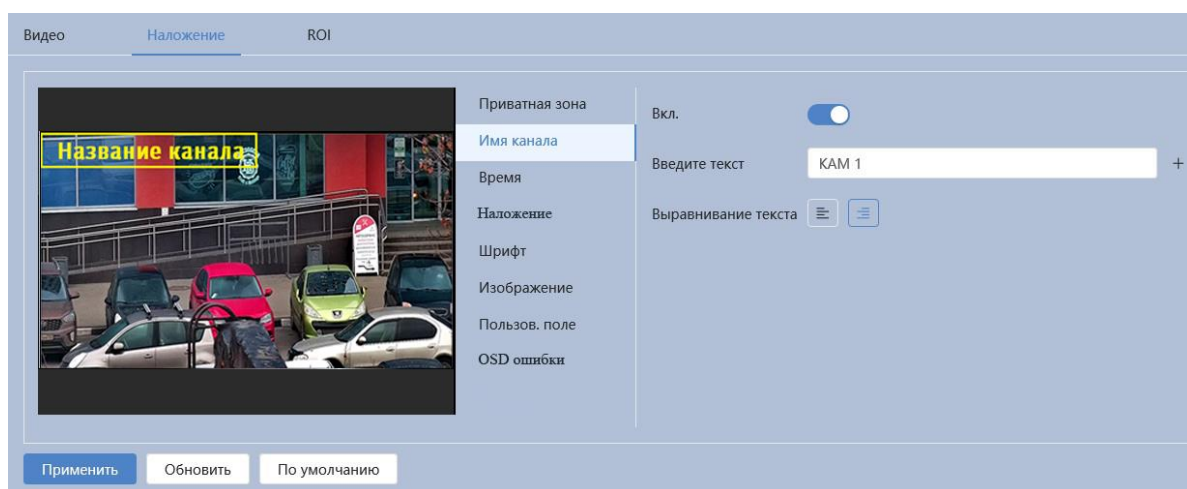 Видео
Наложение
ROI
Название канала
Приватная зона
Имя канала
Время
Наложение
Шрифт
Изображение
Пользов. поле
OSD ошибки
Вкл.
Введите текст
КАМ 1
+
Выравнивание текста
Применить
Обновить
По умолчанию